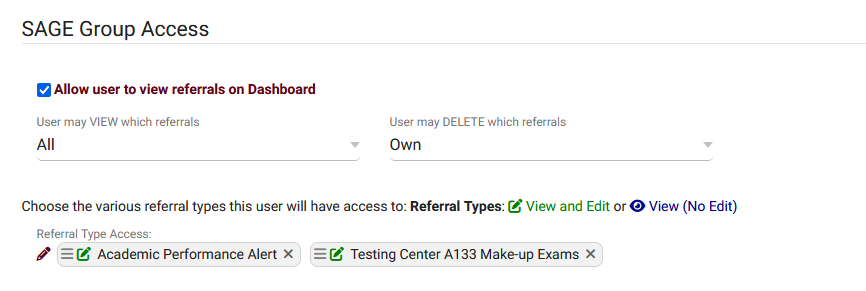 SAGE Group Access
Allow user to view referrals on Dashboard
User may VIEW which referrals
All
User may DELETE which referrals
Own
Choose the various referral types this user will have access to: Referral Types: View and Edit or View (No Edit)
Referral Type Access:
Academic Performance Alert ✕ Testing Center A133 Make-up Exams ✕